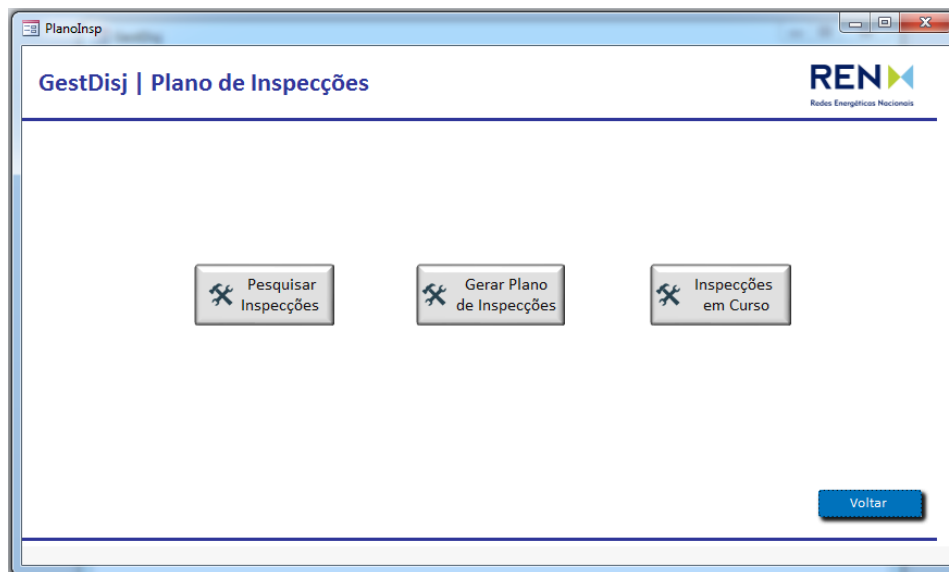 PlanoInsp
GestDisj | Plano de Inspecções
REN
Redes Energéticas Nacionais
Pesquisar
Inspecções
Gerar Plano
de Inspecções
Inspecções
em Curso
Voltar